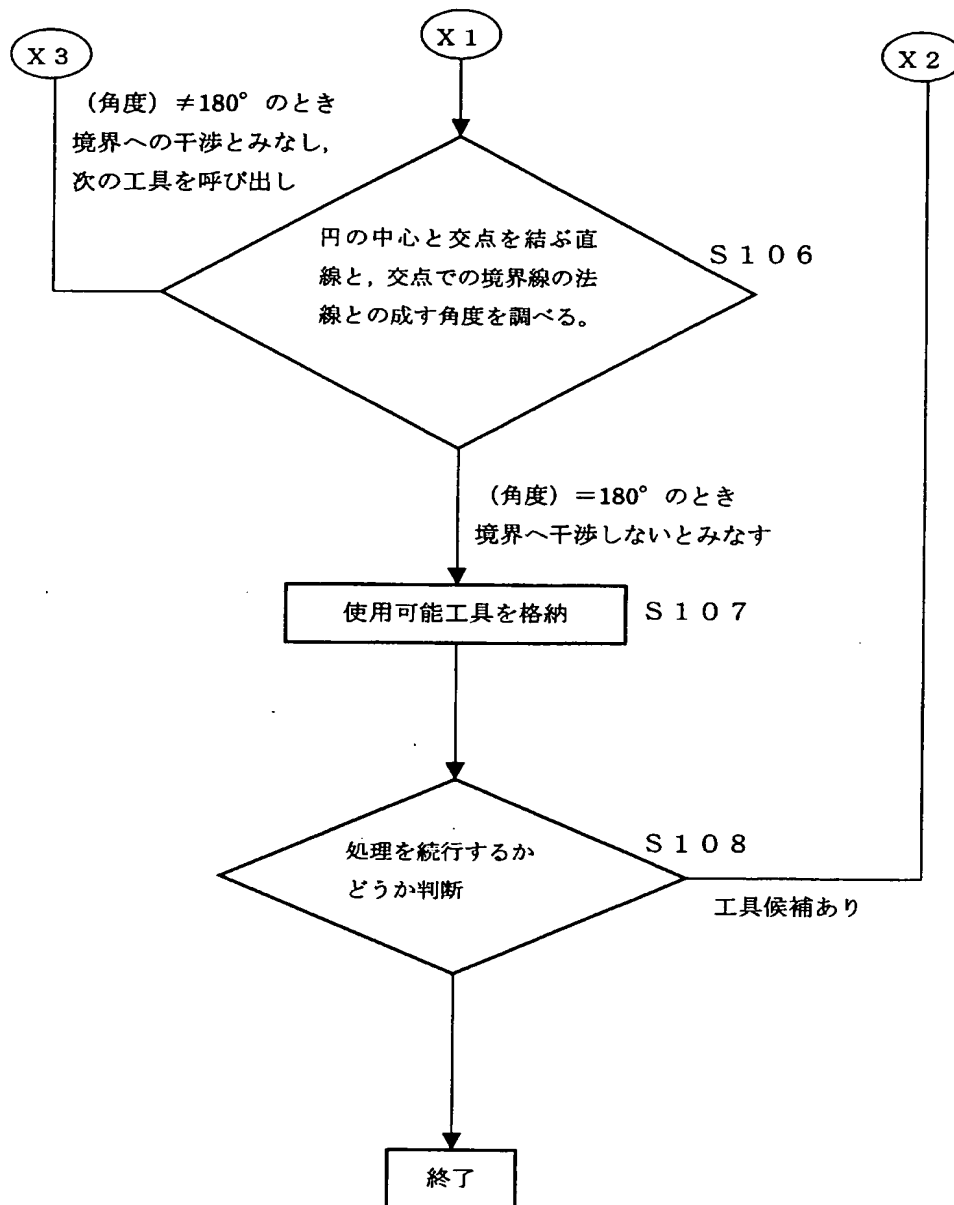 X3
X1
X2
(角度)≠180° のとき
境界への干渉とみなし,
次の工具を呼び出し
円の中心と交点を結ぶ直
線と,交点での境界線の法
線との成す角度を調べる。
S106
(角度)=180° のとき
境界へ干渉しないとみなす
使用可能工具を格納
S107
処理を続行するか
どうか判断
S108
工具候補あり
終了